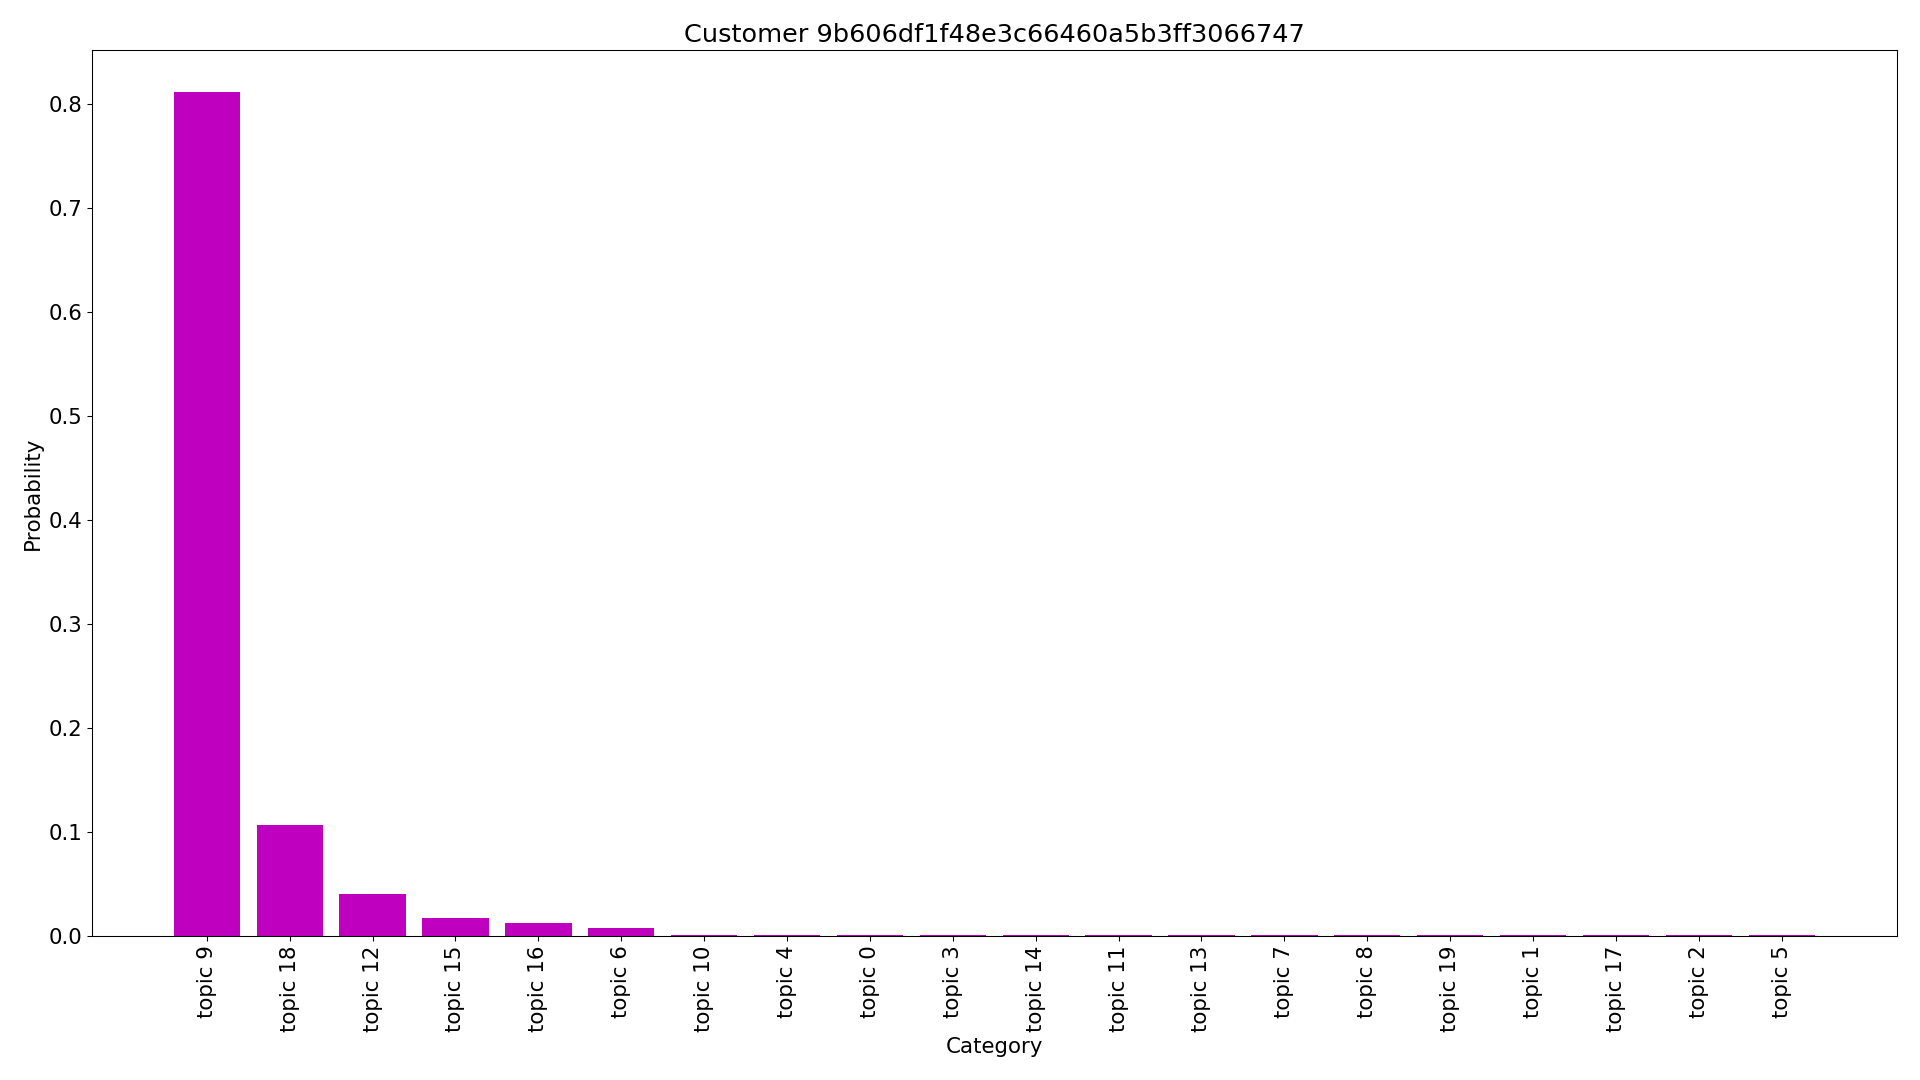 Customer 9b606df1f48e3c66460a5b3ff3066747
Probability
0.8
0.7
0.6
0.5
0.4
0.3
0.2
0.1
0.0
topic 9
topic 18
topic 12
topic 15
topic 16
topic 6
topic 10
topic 4
topic 0
topic 3
topic 14
topic 11
topic 13
topic 7
topic 8
topic 19
topic 1
topic 17
topic 2
topic 5
Category